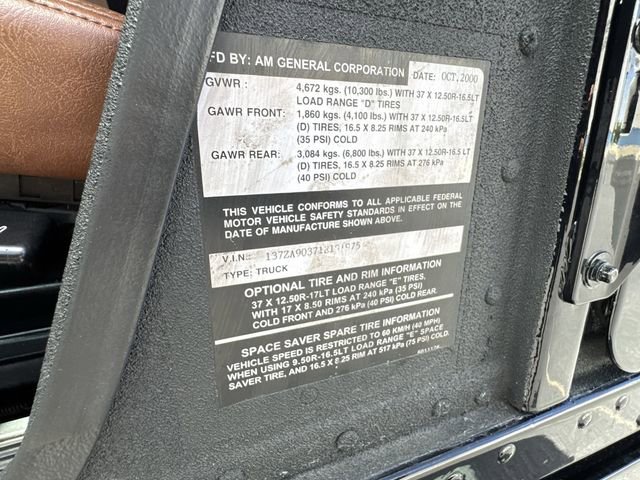 MFD BY: AM GENERAL CORPORATION
DATE: OCT, 2000
GVWR : 4,672 kgs. (10,300 lbs.) WITH 37 X 12.50R-16.5LT
LOAD RANGE "D" TIRES
GAWR FRONT: 1,860 kgs. (4,100 lbs.) WITH 37 X 12.50R-16.5LT
(D) TIRES, 16.5 X 8.25 RIMS AT 240 kPa
(35 PSI) COLD
GAWR REAR: 3,084 kgs. (6,800 lbs.) WITH 37 X 12.50R-16.5 LT
(D) TIRES, 16.5 X 8.25 RIMS AT 276 kPa
(40 PSI) COLD
THIS VEHICLE CONFORMS TO ALL APPLICABLE FEDERAL
MOTOR VEHICLE SAFETY STANDARDS IN EFFECT ON THE
DATE OF MANUFACTURE SHOWN ABOVE.
V.I.N.:
TYPE: TRUCK
OPTIONAL TIRE AND RIM INFORMATION
37 X 12.50R-17LT LOAD RANGE "E" TIRES,
WITH 17 X 8.50 RIMS AT 240 kPa (35 PSI)
COLD FRONT AND 276 kPa (40 PSI) COLD REAR.
SPACE SAVER SPARE TIRE INFORMATION
VEHICLE SPEED IS RESTRICTED TO 60 KM/H (40 MPH)
WHEN USING 9.50R-16.5LT LOAD RANGE "E" SPACE
SAVER TIRE, AND 16.5 X 8.25 RIM AT 517 kPa (75 PSI) COLD.